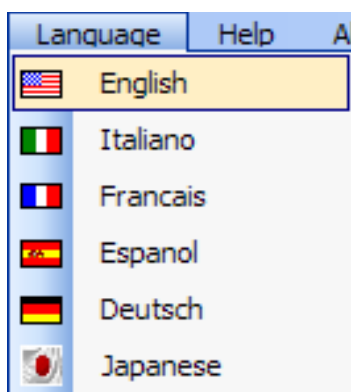 Language Help A
English
Italiano
Francais
Espanol
Deutsch
Japanese